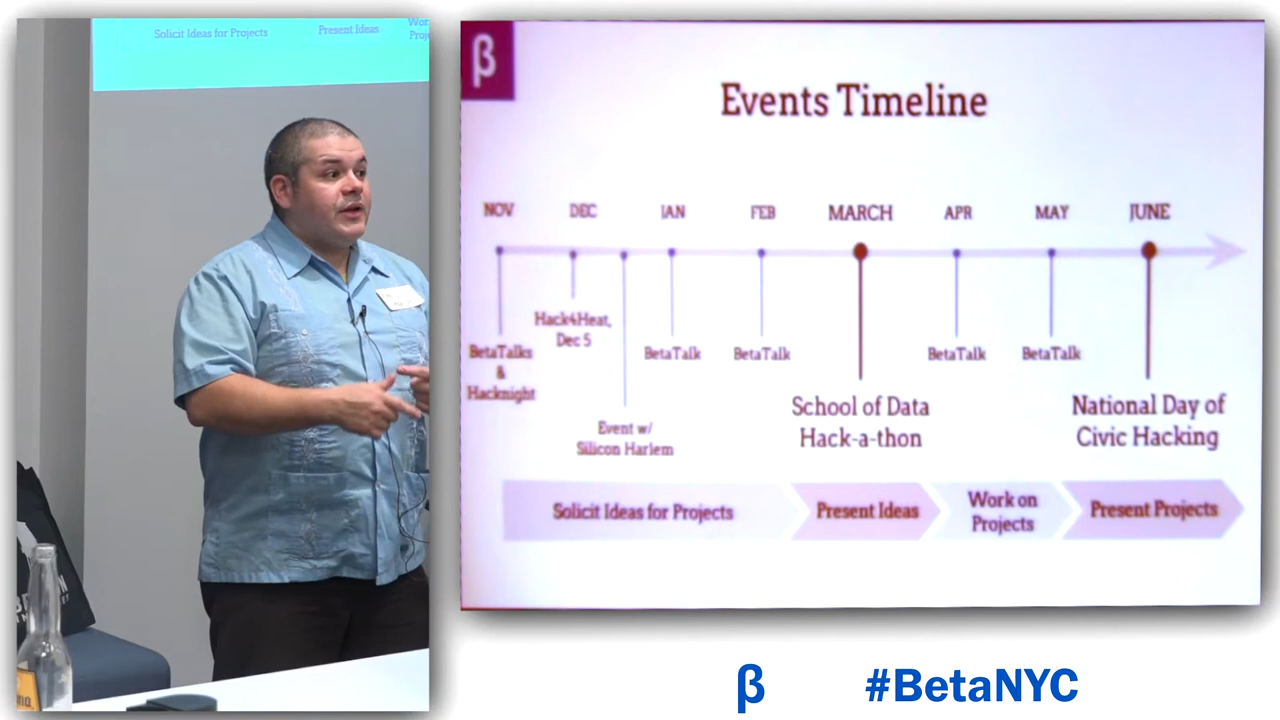 Solicit Ideas for Projects
Present Ideas
β
Events Timeline
NOV
DEC
JAN
FEB
MARCH
APR
MAY
JUNE
BetaTalks
&
Hacknight
Hack4Heat,
Dec 5
Event w/
Silicon Harlem
BetaTalk
BetaTalk
School of Data
Hack-a-thon
BetaTalk
BetaTalk
National Day of
Civic Hacking
Solicit Ideas for Projects
Present Ideas
Work on
Projects
Present Projects
β
#BetaNYC